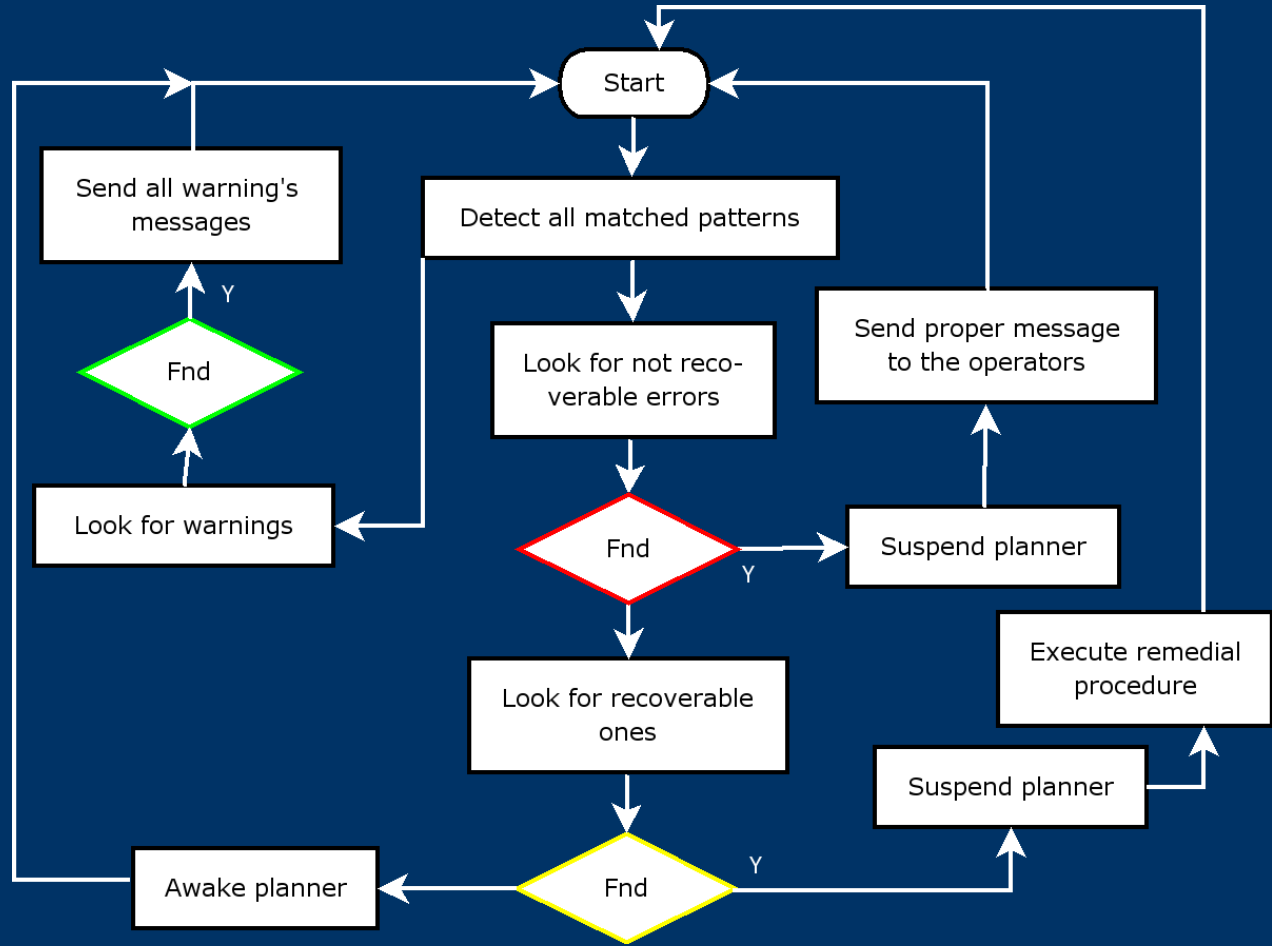 Start
Send all warning's
messages
Detect all matched patterns
Y
Send proper message
to the operators
Look for not reco-
verable errors
Fnd
Look for warnings
Fnd
Y
Suspend planner
Look for recoverable
ones
Execute remedial
procedure
Suspend planner
Y
Fnd
Awake planner